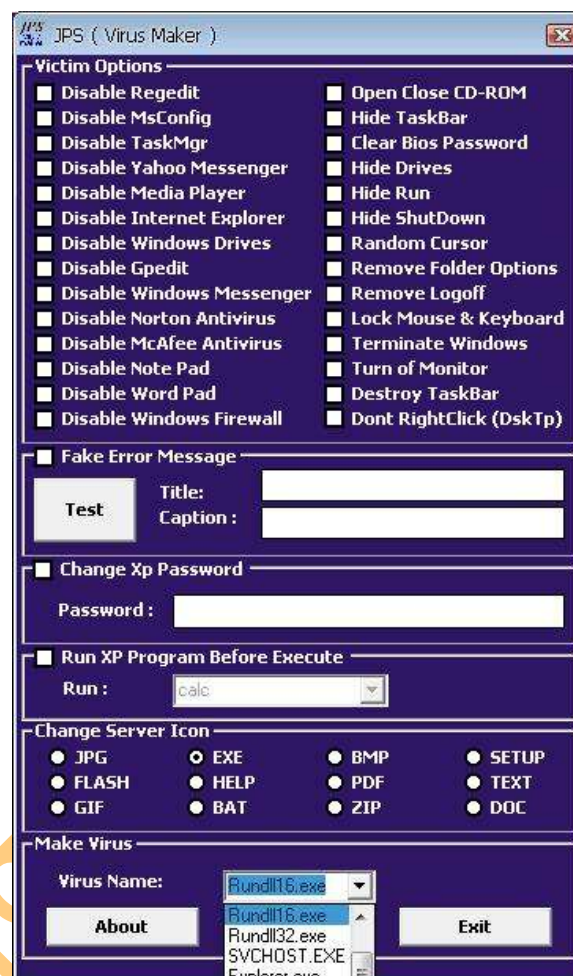 JPS ( Virus Maker )
Victim Options
Disable Regedit
Disable MsConfig
Disable TaskMgr
Disable Yahoo Messenger
Disable Media Player
Disable Internet Explorer
Disable Windows Drives
Disable Gpedit
Disable Windows Messenger
Disable Norton Antivirus
Disable McAfee Antivirus
Disable Note Pad
Disable Word Pad
Disable Windows Firewall
Open Close CD-ROM
Hide TaskBar
Clear Bios Password
Hide Drives
Hide Run
Hide ShutDown
Random Cursor
Remove Folder Options
Remove Logoff
Lock Mouse & Keyboard
Terminate Windows
Turn of Monitor
Destroy TaskBar
Dont RightClick (DskTp)
Fake Error Message
Test
Title:
Caption :
Change Xp Password
Password :
Run XP Program Before Execute
Run : calc
Change Server Icon
JPG EXE BMP SETUP
FLASH HELP PDF TEXT
GIF BAT ZIP DOC
Make Virus
Virus Name: Rundll16.exe
About Exit
Rundll16.exe
Rundll32.exe
SVCHOST.EXE